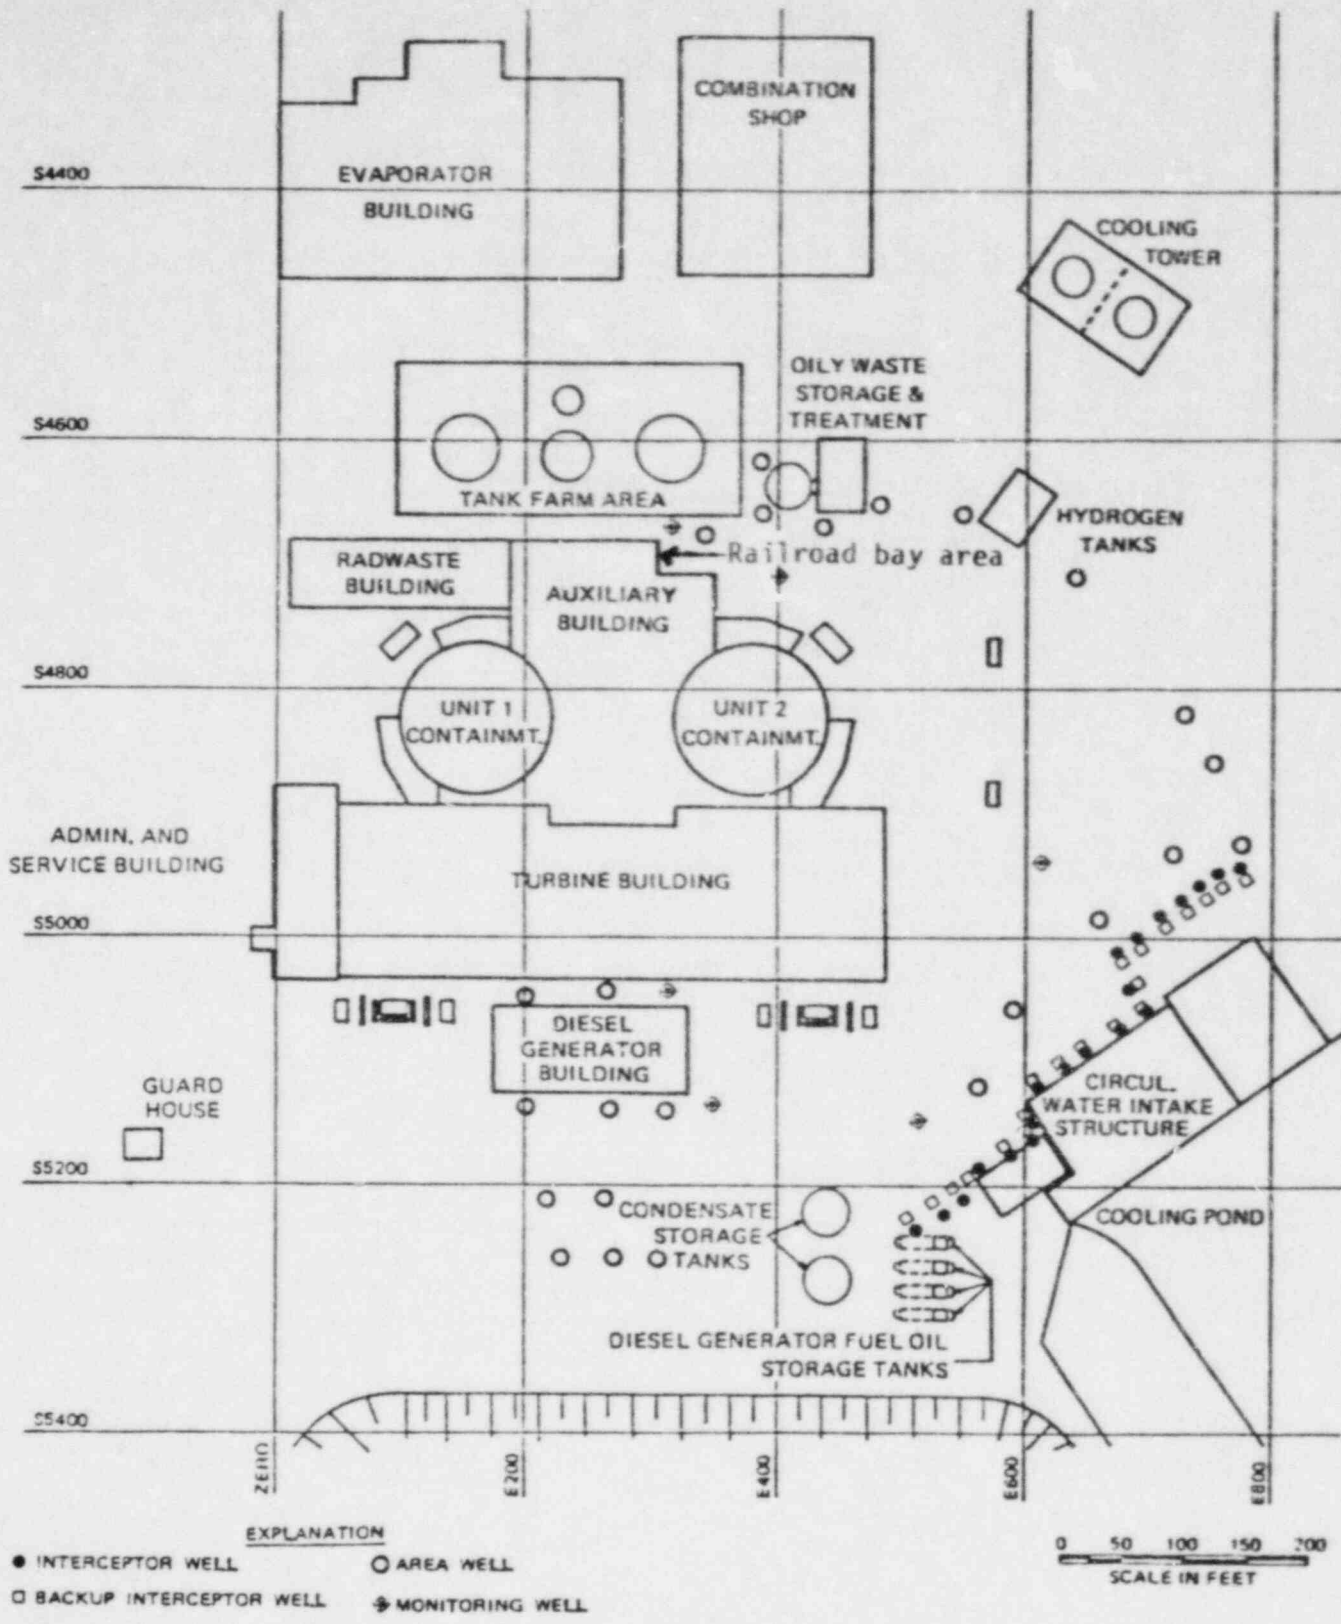 COMBINATION
SHOP
S4400
EVAPORATOR
BUILDING
COOLING
TOWER
OILY WASTE
STORAGE &
TREATMENT
S4600
TANK FARM AREA
HYDROGEN
TANKS
Railroad bay area
RADWASTE
BUILDING
AUXILIARY
BUILDING
S4800
UNIT 1
CONTAINMT.
UNIT 2
CONTAINMT.
ADMIN. AND
SERVICE BUILDING
TURBINE BUILDING
S5000
DIESEL
GENERATOR
BUILDING
GUARD
HOUSE
CIRCUL.
WATER INTAKE
STRUCTURE
S5200
CONDENSATE
STORAGE
TANKS
COOLING POND
DIESEL GENERATOR FUEL OIL
STORAGE TANKS
S5400
ZERO
E200
E400
E600
E800
EXPLANATION
INTERCEPTOR WELL
AREA WELL
BACKUP INTERCEPTOR WELL
MONITORING WELL
0 50 100 150 200
SCALE IN FEET